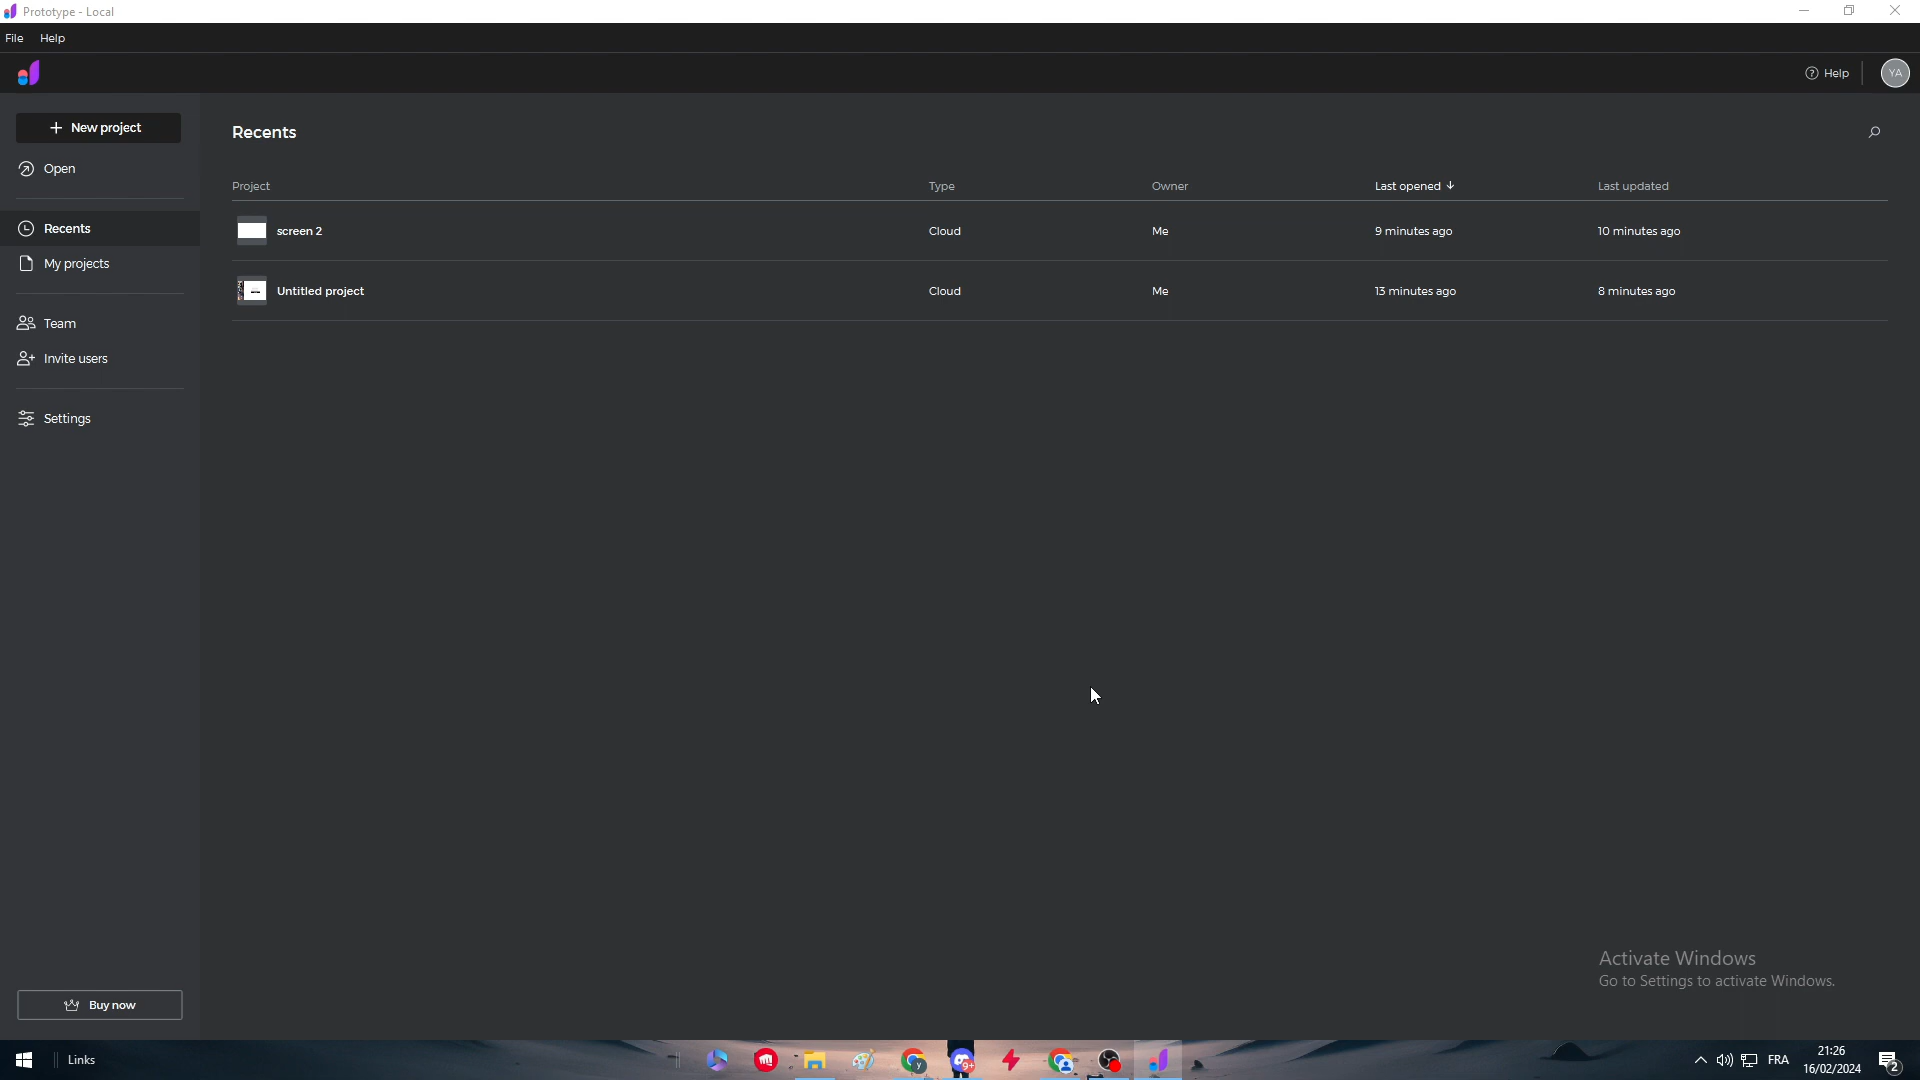 Prototype - Local
File Help
Help YA
New project
Open
Recents
My projects
Team
Invite users
Settings
Buy now
Recents
Project Type Owner Last opened Last updated
screen 2 Cloud Me 9 minutes ago 10 minutes ago
Untitled project Cloud Me 13 minutes ago 8 minutes ago
Activate Windows
Go to Settings to activate Windows.
Links
y
9+
FRA
21:26
16/02/2024
2